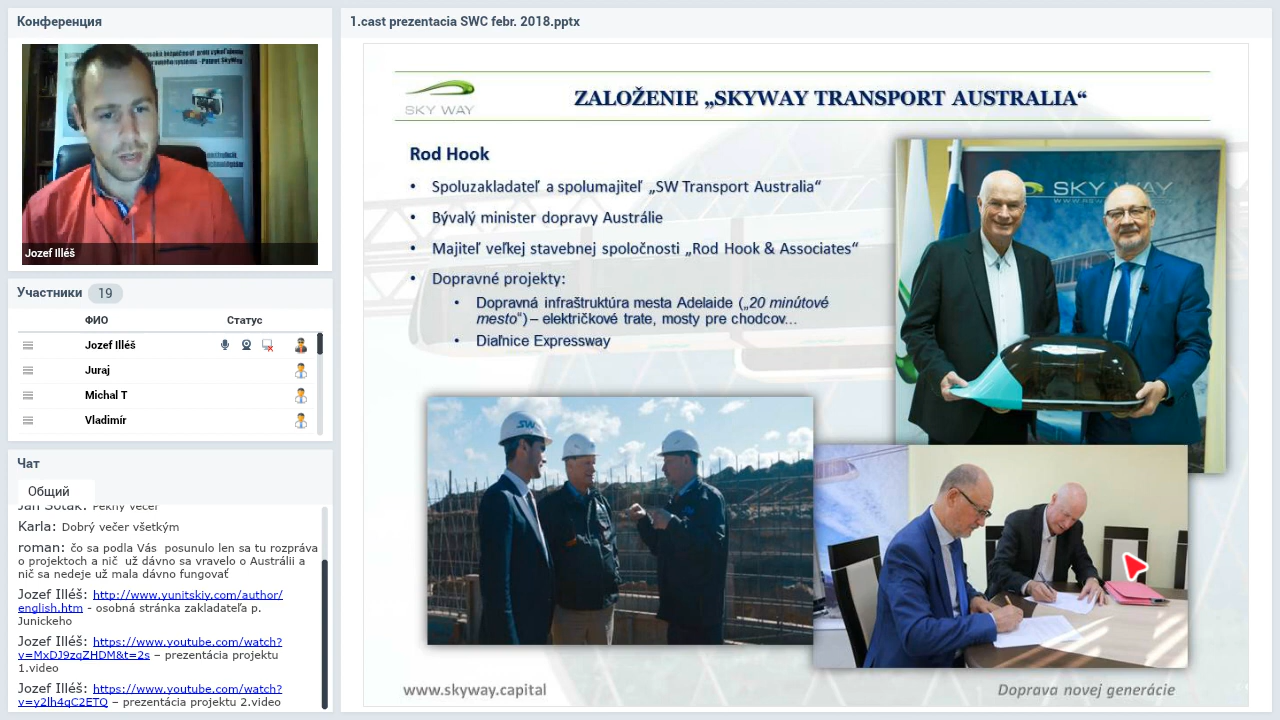 Конференция
Jozef Illéš
Участники 19
ФИО Статус
Jozef Illéš
Juraj
Michal T
Vladimír
Чат
Общий
Karla: Dobrý večer všetkým
roman: čo sa podla Vás posunulo len sa tu rozpráva
o projektoch a nič už dávno sa vravelo o Austrálii a
nič sa nedeje už mala dávno fungovať
Jozef Illéš: http://www.yunitskiy.com/author/
english.htm - osobná stránka zakladateľa p.
Junickeho
Jozef Illéš: https://www.youtube.com/watch?
v=MxDJ9zqZHDM&t=2s – prezentácia projektu
1.video
Jozef Illéš: https://www.youtube.com/watch?
v=y2lh4qC2ETQ – prezentácia projektu 2.video
1.cast prezentacia SWC febr. 2018.pptx
SKY WAY
ZALOŽENIE „SKYWAY TRANSPORT AUSTRALIA“
Rod Hook
• Spoluzakladateľ a spolumajiteľ „SW Transport Australia“
• Bývalý minister dopravy Austrálie
• Majiteľ veľkej stavebnej spoločnosti „Rod Hook & Associates“
• Dopravné projekty:
• Dopravná infraštruktúra mesta Adelaide („20 minútové
mesto“) – električkové trate, mosty pre chodcov...
• Diaľnice Expressway
SKY WAY
SW
www.skyway.capital
Doprava novej generácie